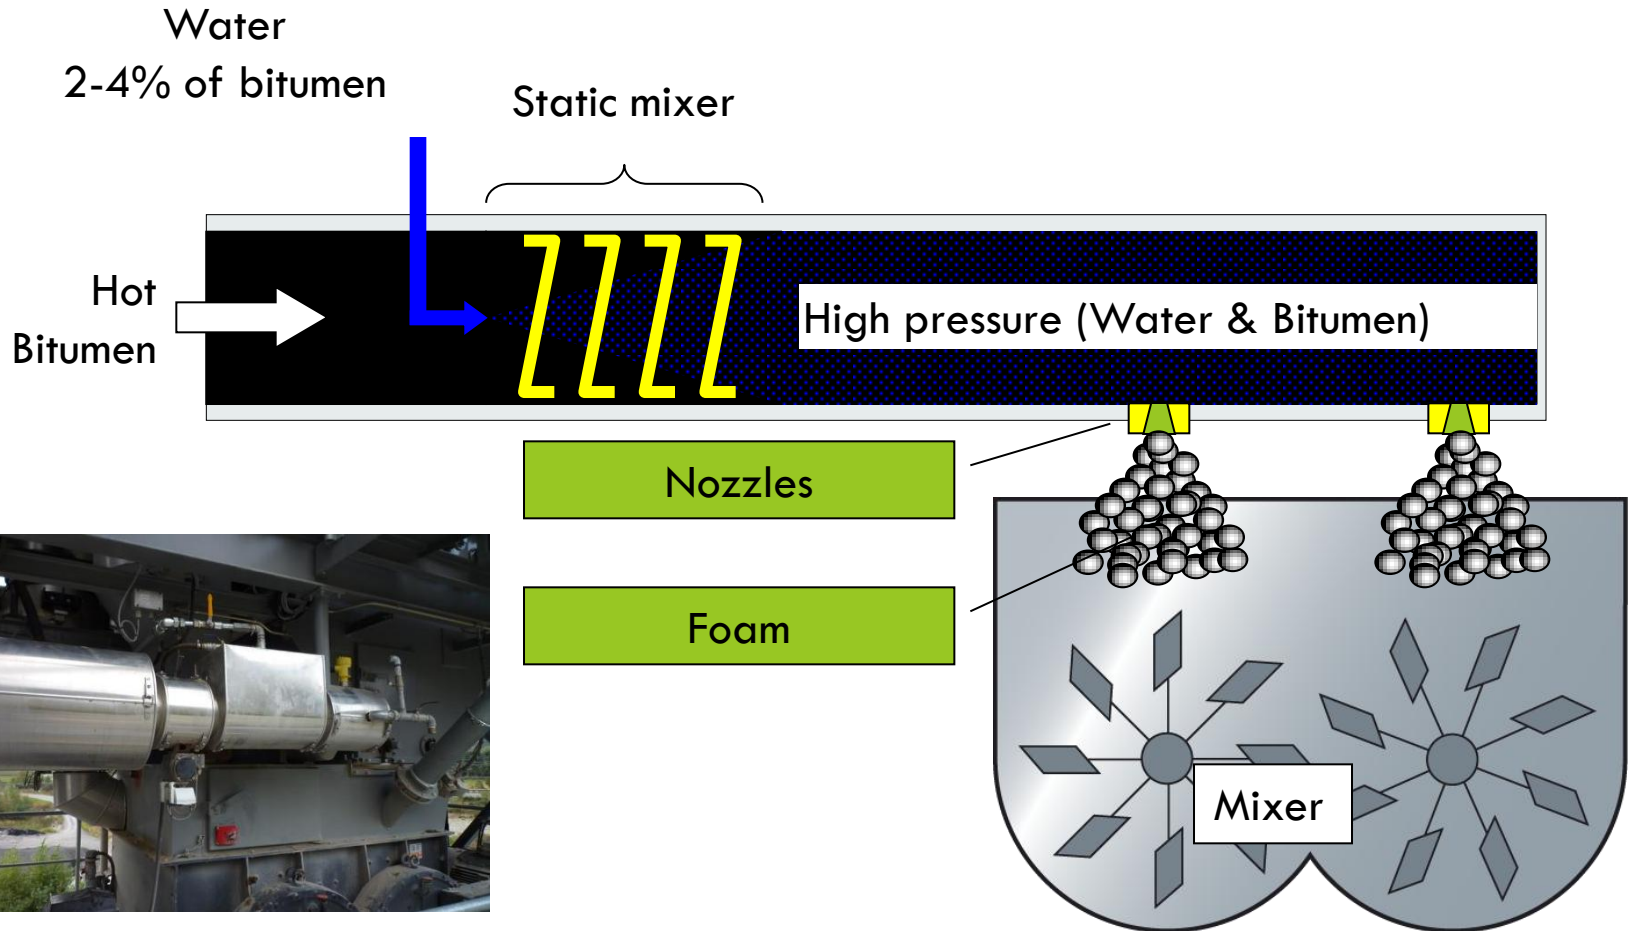 Water
2-4% of bitumen
Static mixer
Hot
Bitumen
High pressure (Water & Bitumen)
Nozzles
Foam
Mixer